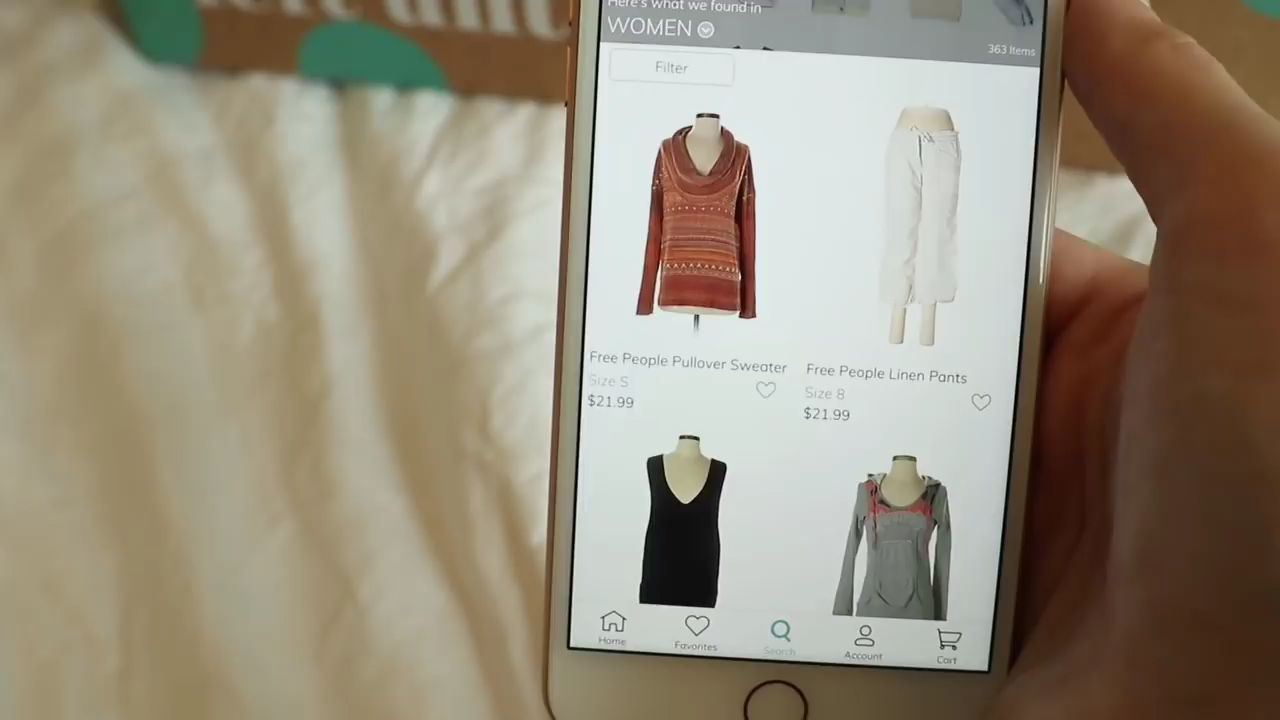 Here's what we found in
WOMEN
363 Items
Filter
Free People Pullover Sweater
Size S
$21.99
Free People Linen Pants
Size 8
$21.99
Home
Favorites
Search
Account
Cart